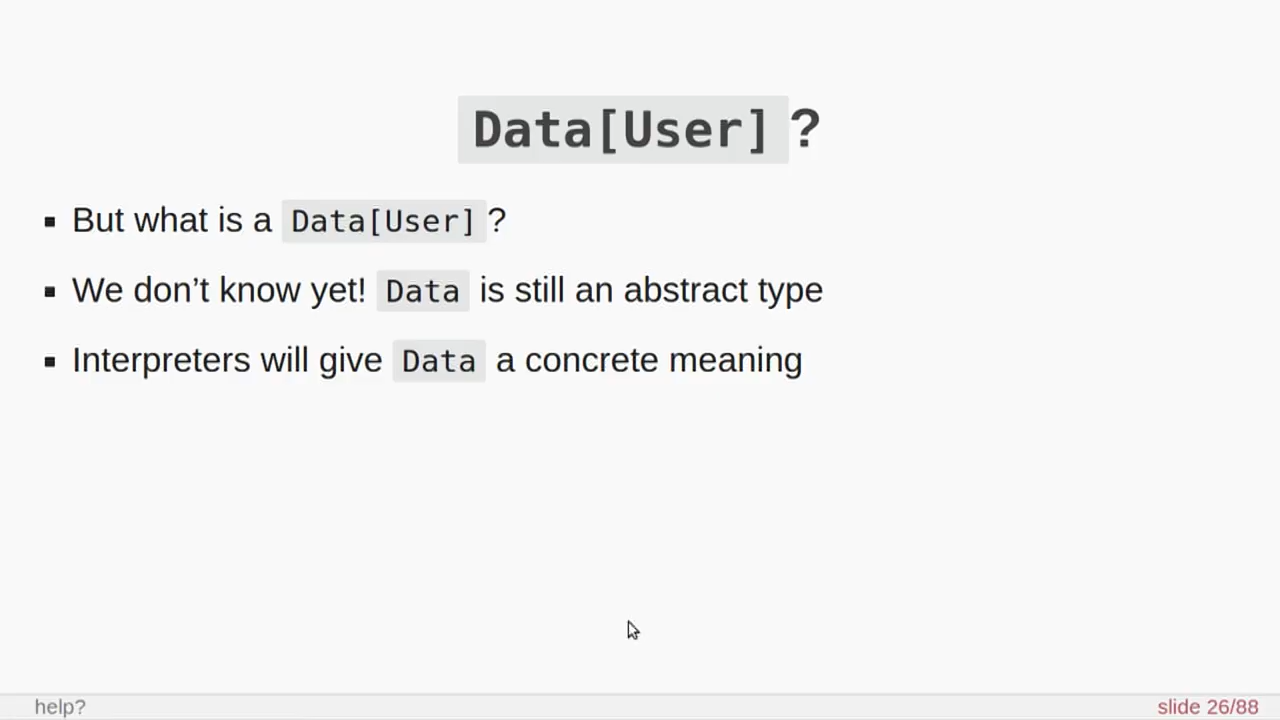 Data[User]?
But what is a Data[User]?
We don’t know yet! Data is still an abstract type
Interpreters will give Data a concrete meaning
help?
slide 26/88